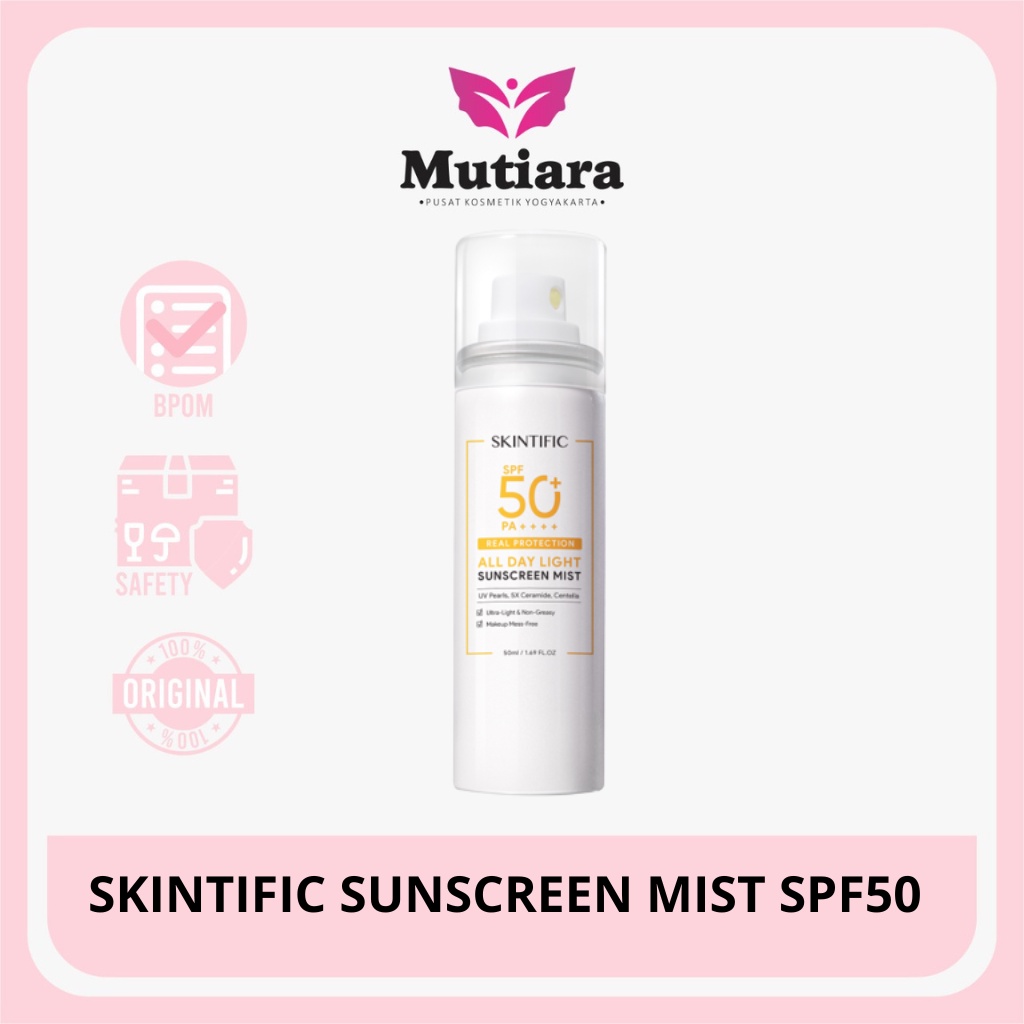 Mutiara
•PUSAT KOSMETIK YOGYAKARTA•
BPOM
SAFETY
100%
ORIGINAL
100%
SKINTIFIC
SPF
50+
PA++++
REAL PROTECTION
ALL DAY LIGHT
SUNSCREEN MIST
UV Pearls, 5X Ceramide, Centella
Ultra-Light & Non-Greasy
Makeup Mess-Free
50ml / 1.69 FL.OZ
SKINTIFIC SUNSCREEN MIST SPF50